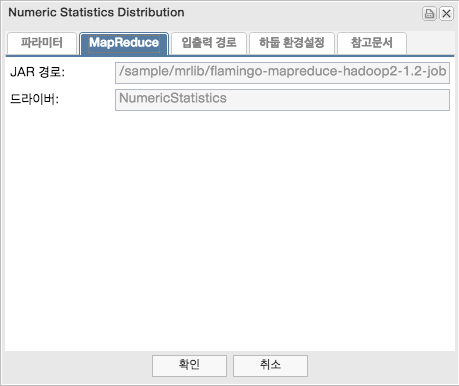 Numeric Statistics Distribution
파라미터 MapReduce 입출력 경로 하둡 환경설정 참고문서
JAR 경로: /sample/mrlib/flamingo-mapreduce-hadoop2-1.2-job
드라이버: NumericStatistics
확인 취소